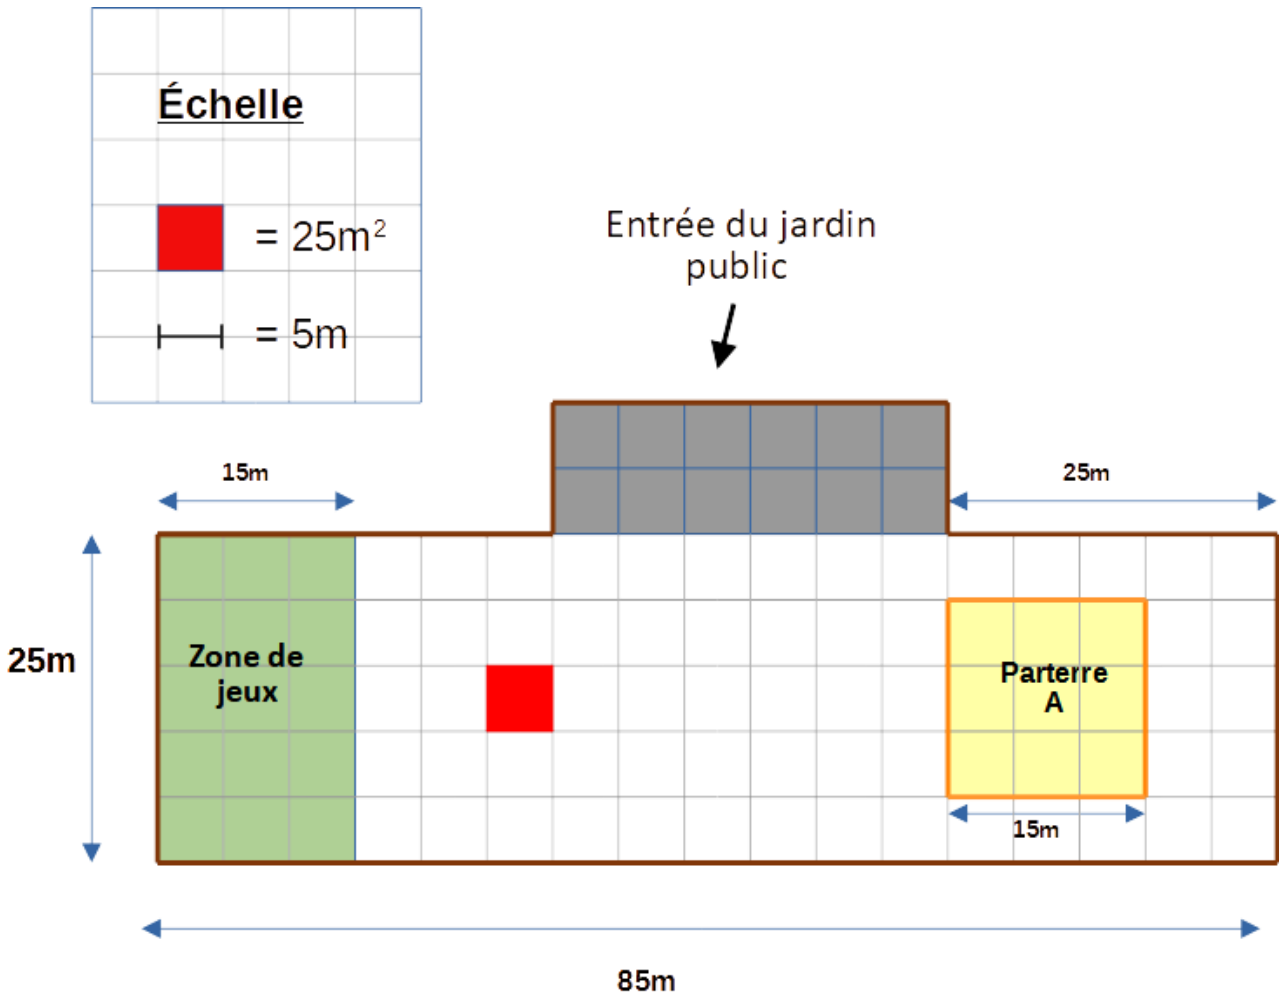 Échelle
= 25m²
= 5m
Entrée du jardin
public
15m
25m
25m
Zone de
jeux
Parterre
A
15m
85m